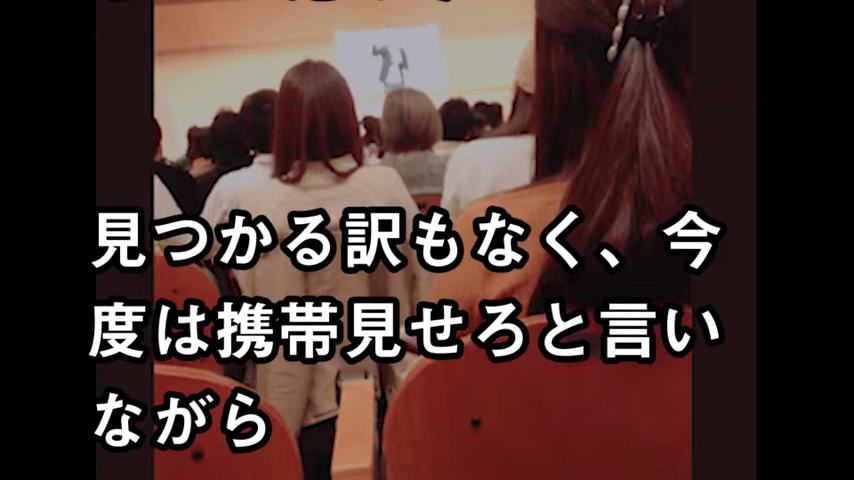 見つかる訳もなく、今
度は携帯見せろと言い
ながら